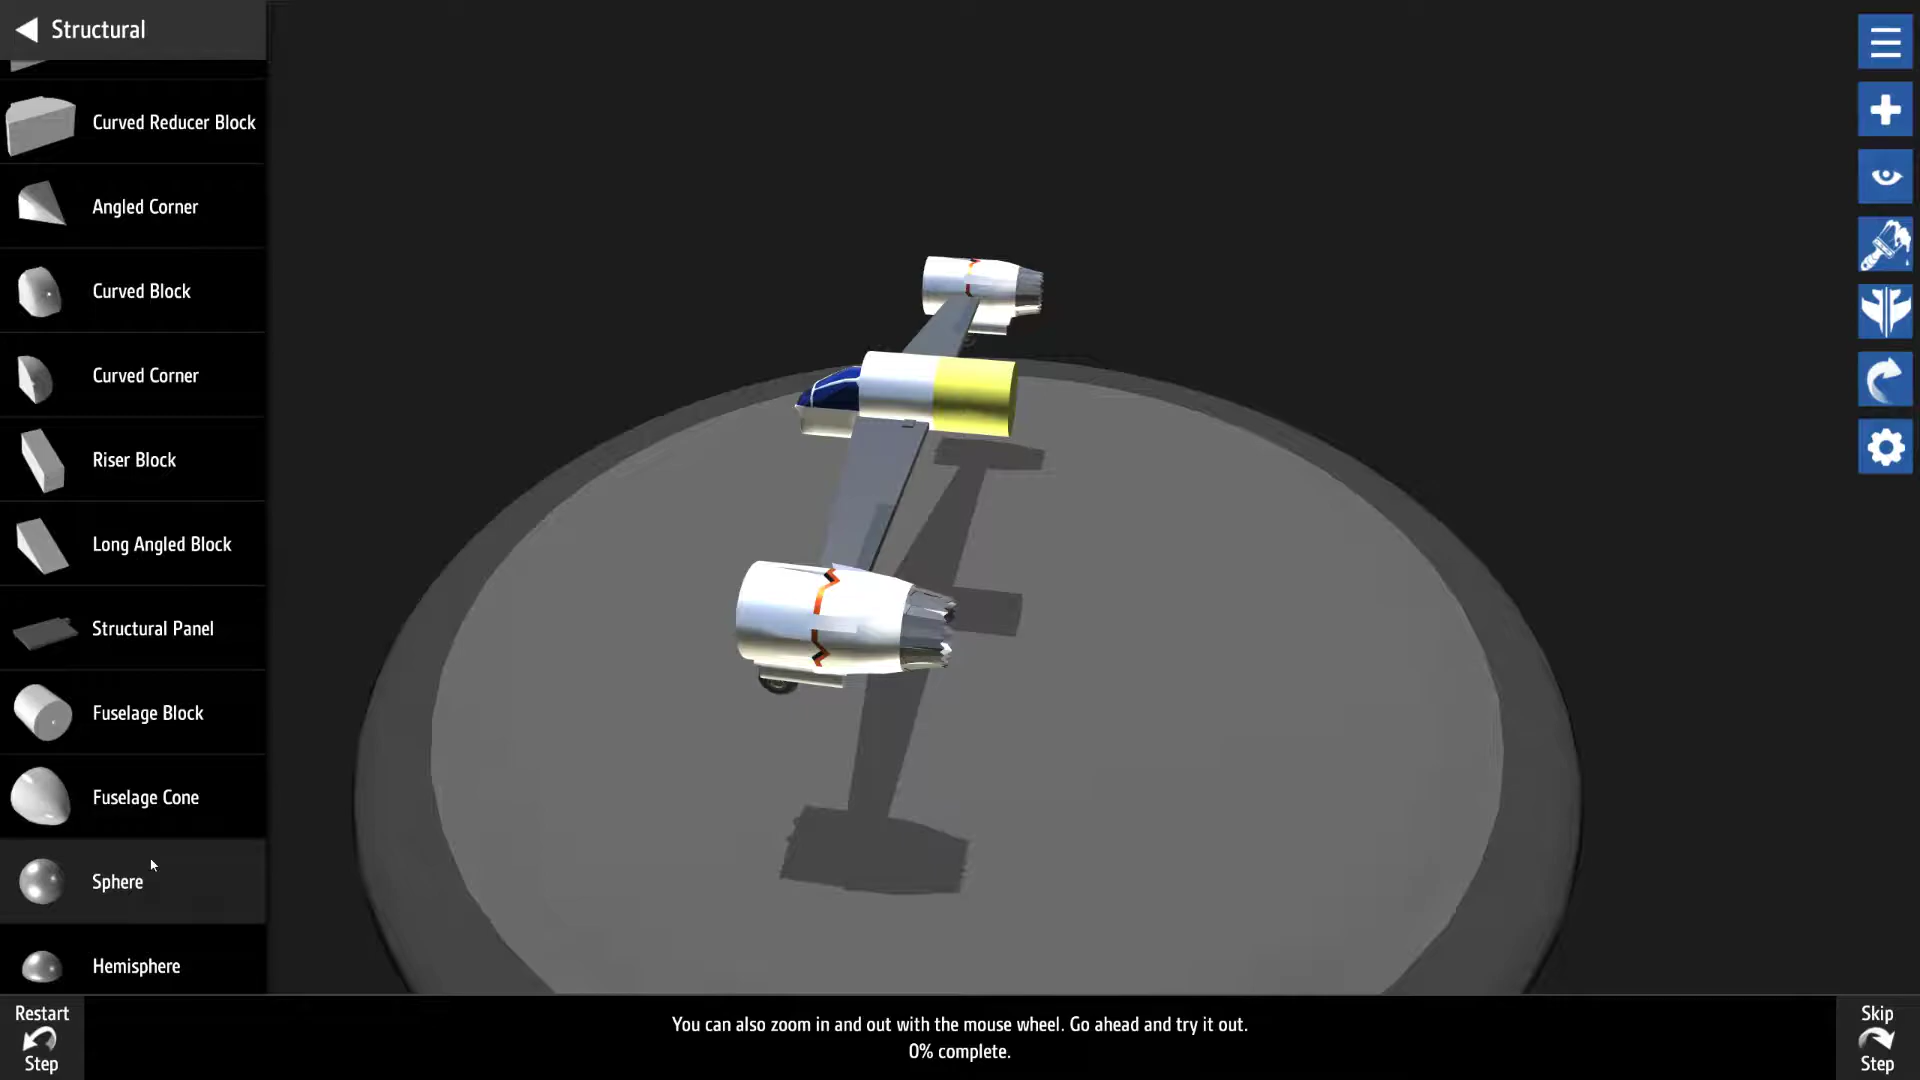 Structural
Curved Reducer Block
Angled Corner
Curved Block
Curved Corner
Riser Block
Long Angled Block
Structural Panel
Fuselage Block
Fuselage Cone
Sphere
Hemisphere
Restart
Step
You can also zoom in and out with the mouse wheel. Go ahead and try it out.
0% complete.
Skip
Step